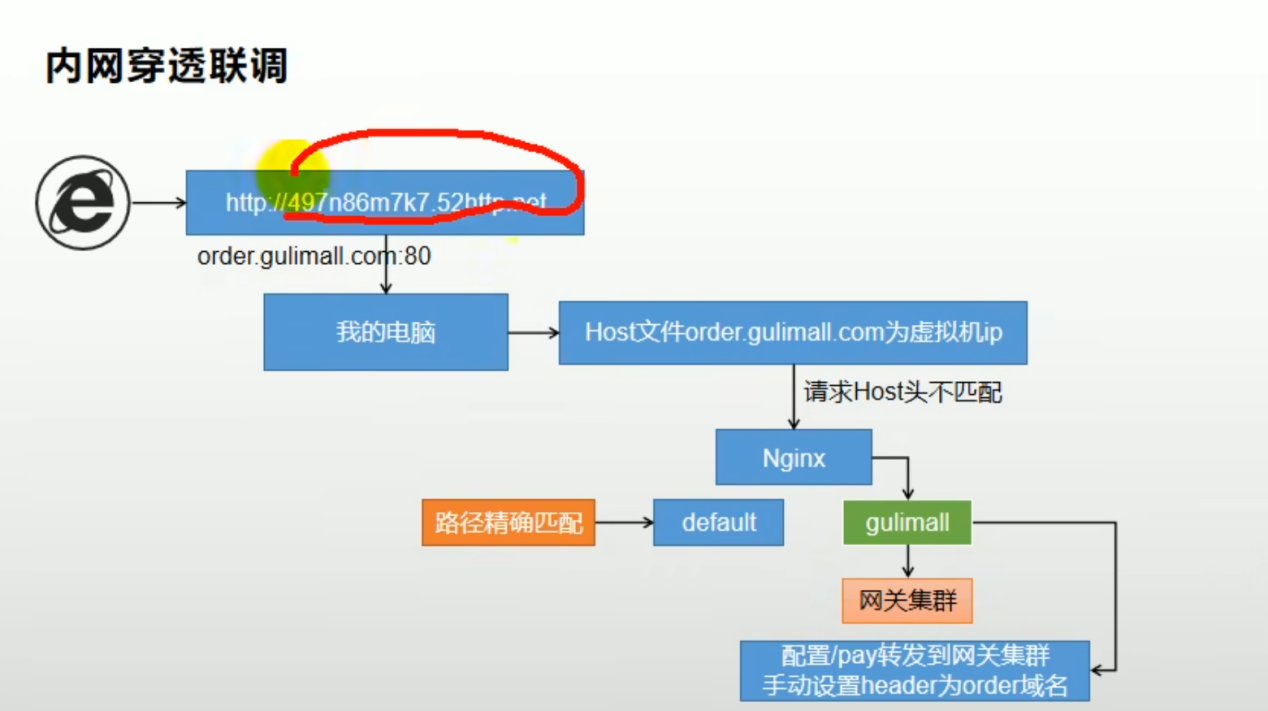 内网穿透联调
http://497n86m7k7.52http.net
order.gulimall.com:80
我的电脑
Host文件order.gulimall.com为虚拟机ip
请求Host头不匹配
Nginx
路径精确匹配
default
gulimall
网关集群
配置/pay转发到网关集群
手动设置header为order域名